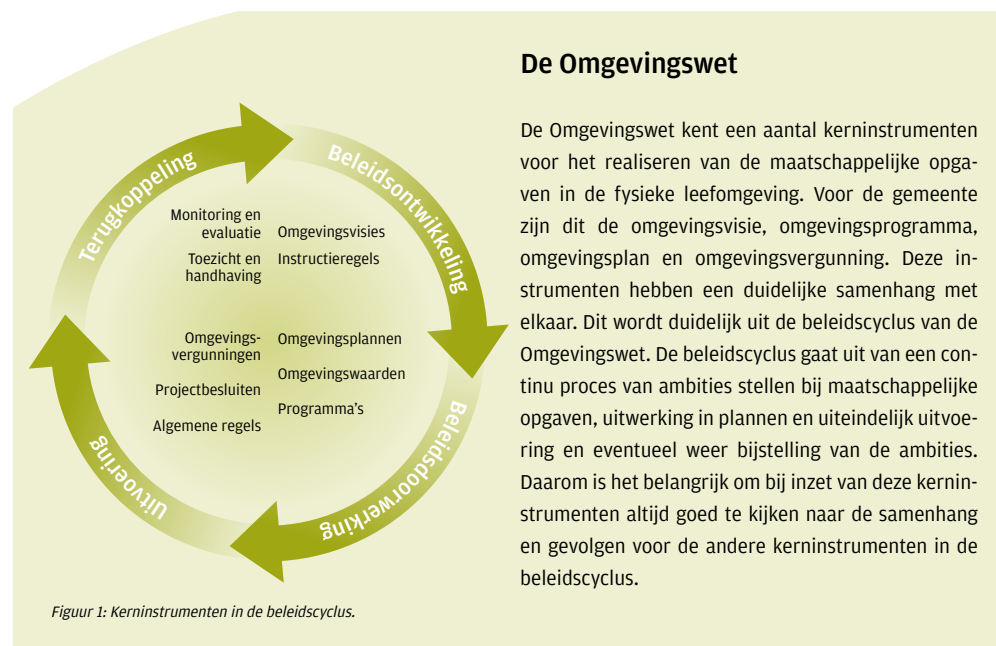 De Omgevingswet
De Omgevingswet kent een aantal kerninstrumenten
voor het realiseren van de maatschappelijke opga-
ven in de fysieke leefomgeving. Voor de gemeente
zijn dit de omgevingsvisie, omgevingsprogramma,
omgevingsplan en omgevingsvergunning. Deze in-
strumenten hebben een duidelijke samenhang met
elkaar. Dit wordt duidelijk uit de beleidscyclus van de
Omgevingswet. De beleidscyclus gaat uit van een con-
tinu proces van ambities stellen bij maatschappelijke
opgaven, uitwerking in plannen en uiteindelijk uitvoe-
ring en eventueel weer bijstelling van de ambities.
Daarom is het belangrijk om bij inzet van deze kernin-
strumenten altijd goed te kijken naar de samenhang
en gevolgen voor de andere kerninstrumenten in de
beleidscyclus.
Terugkoppeling
Beleidsontwikkeling
Beleidsdoorwerking
Uitvoering
Monitoring en
evaluatie
Toezicht en
handhaving
Omgevingsvisies
Instructieregels
Omgevings-
vergunningen
Projectbesluiten
Algemene regels
Omgevingsplannen
Omgevingswaarden
Programma's
Figuur 1: Kerninstrumenten in de beleidscyclus.